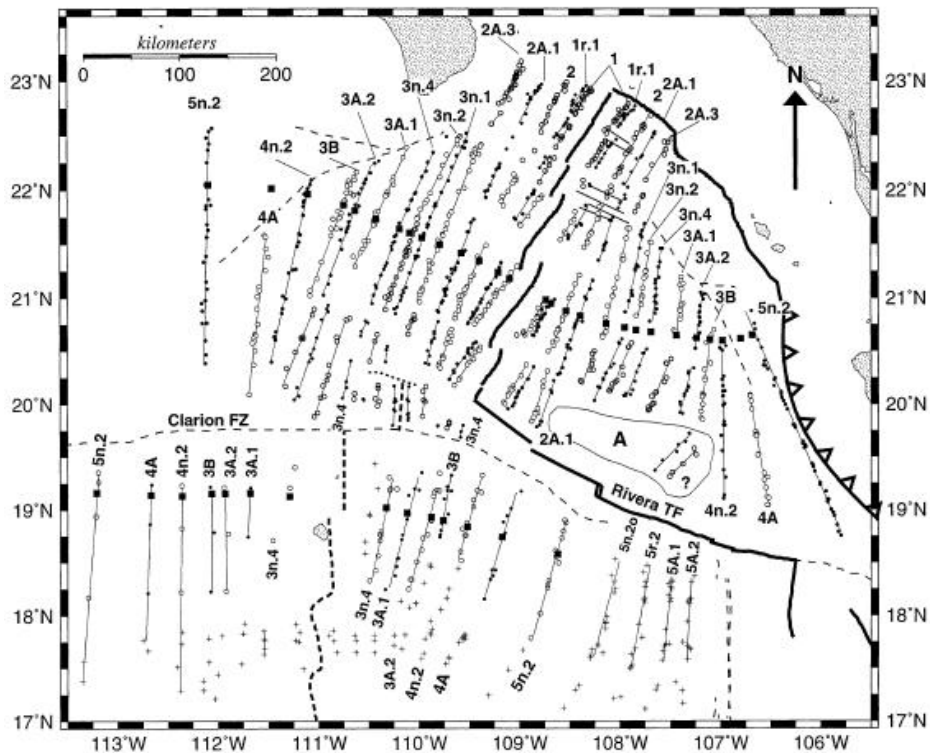 kilometers
0 100 200
2A.3
2A.1
1r.1
1
2
1r.1
2
2A.1
2A.3
N
23°N
5n.2
3A.2
3n.4
3n.1
3A.1
3n.2
4n.2
3B
3n.1
3n.2
3n.4
3A.1
3A.2
22°N
4A
3B
5n.2
21°N
20°N
Clarion FZ
3n.4
3n.4
2A.1
A
?
Rivera TF
4n.2
4A
5n.2
4A
4n.2
3B
3A.2
3A.1
3B
19°N
3n.4
5n.2o
5r.2
5A.1
5A.2
18°N
3n.4
3A.1
3A.2
4n.2
4A
5n.2
17°N
23°N
22°N
21°N
20°N
19°N
18°N
17°N
113°W 112°W 111°W 110°W 109°W 108°W 107°W 106°W